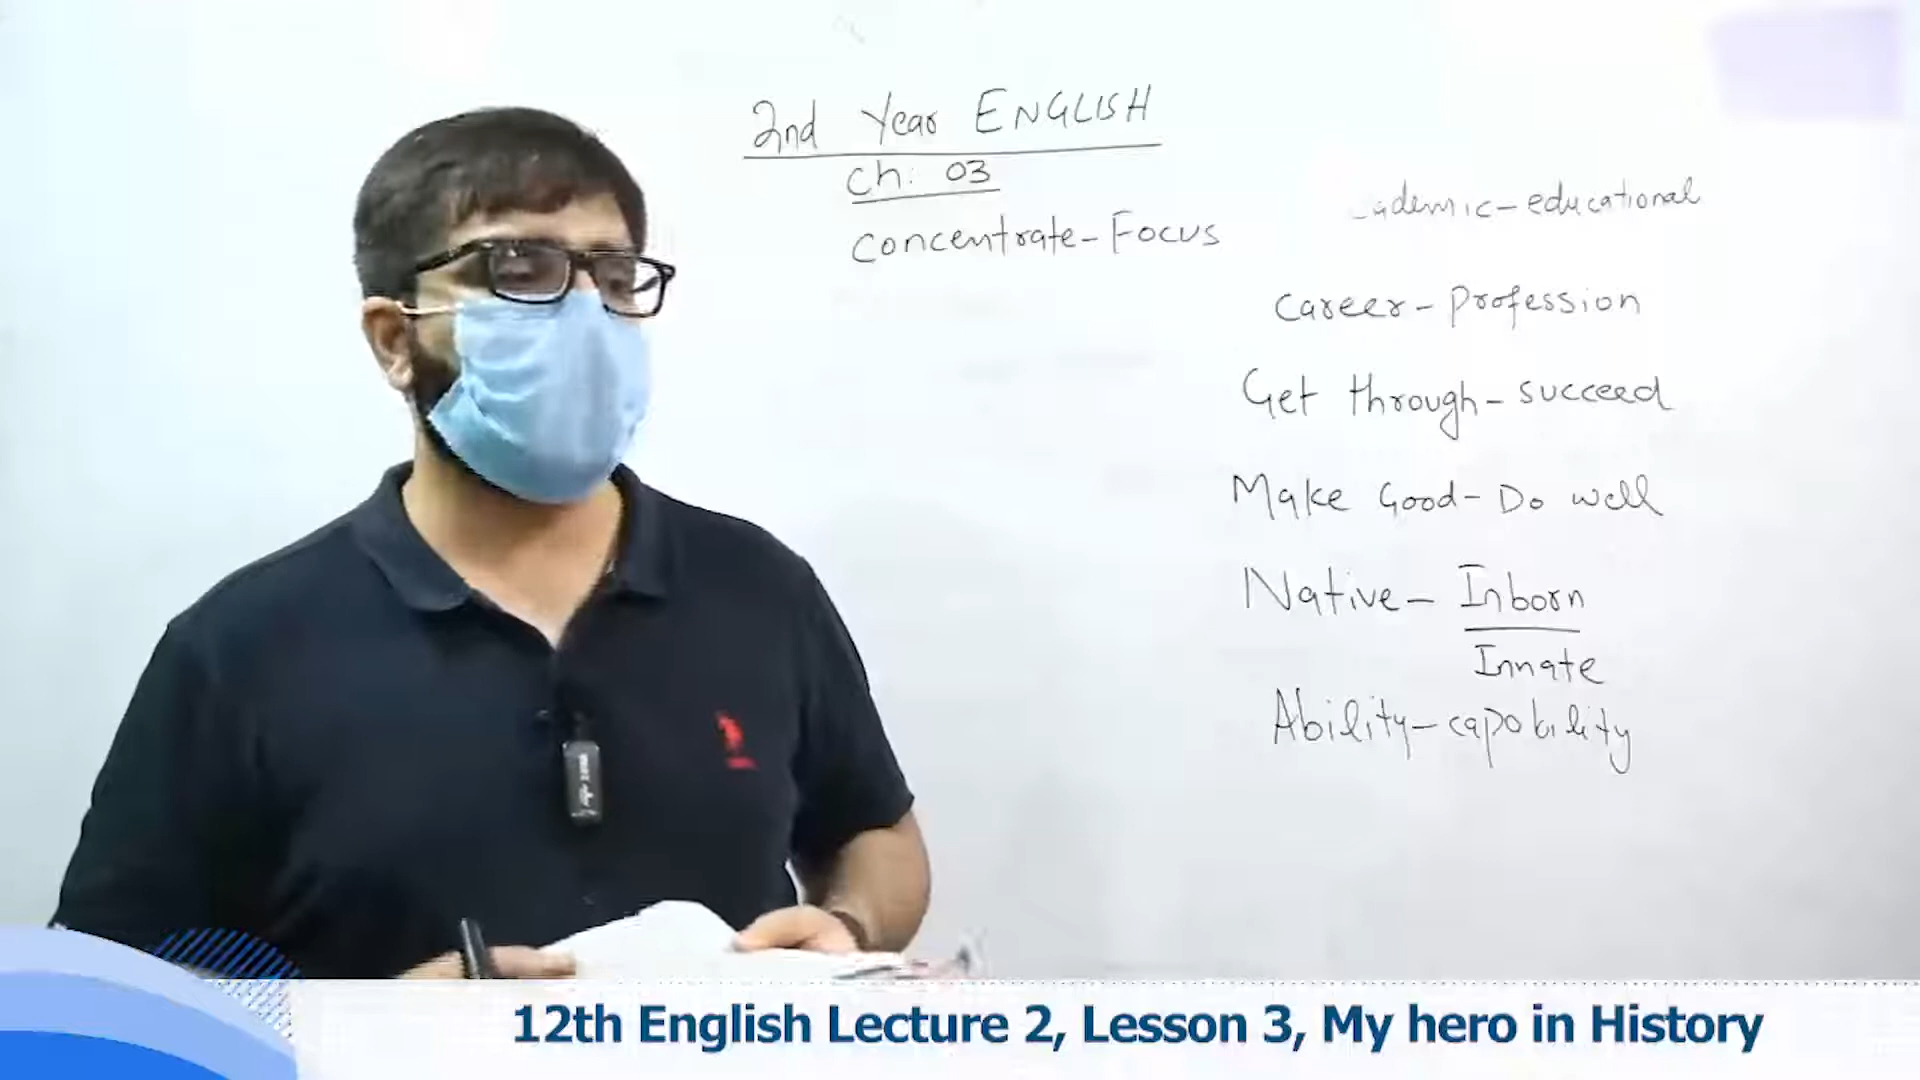 2nd Year ENGLISH
Ch: 03
Concentrate - Focus
ademic - educational
Career - Profession
Get through - succeed
Make Good - Do well
Native - Inborn
Innate
Ability - capobility
12th English Lecture 2, Lesson 3, My hero in History